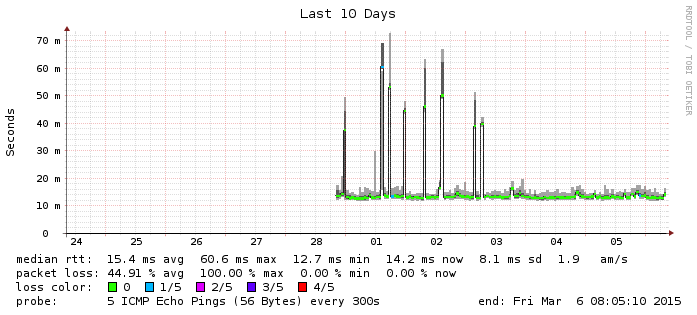 Last 10 Days
RRDTOOL / TOBI OETIKER
Seconds
70 m
60 m
50 m
40 m
30 m
20 m
10 m
0
24 25 26 27 28 01 02 03 04 05
median rtt: 15.4 ms avg 60.6 ms max 12.7 ms min 14.2 ms now 8.1 ms sd 1.9 am/s
packet loss: 44.91 % avg 100.00 % max 0.00 % min 0.00 % now
loss color: 0 1/5 2/5 3/5 4/5
probe: 5 ICMP Echo Pings (56 Bytes) every 300s end: Fri Mar 6 08:05:10 2015